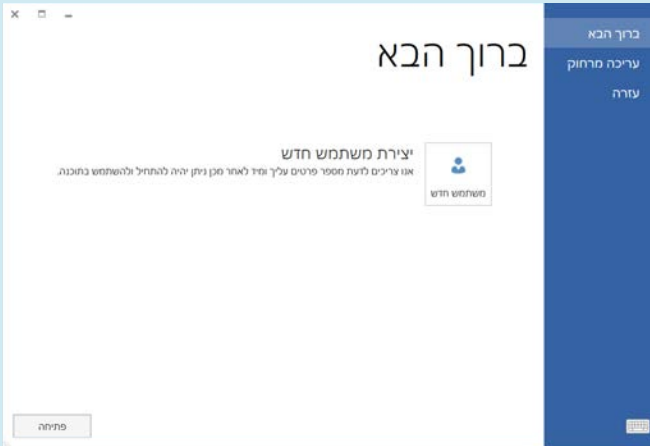 ברוך הבא
עריכה מרחוק
עזרה
ברוך הבא
יצירת משתמש חדש
אנו צריכים לדעת מספר פרטים עליך ומיד לאחר מכן ניתן יהיה להתחיל ולהשתמש בתוכנה.
משתמש חדש
פתיחה